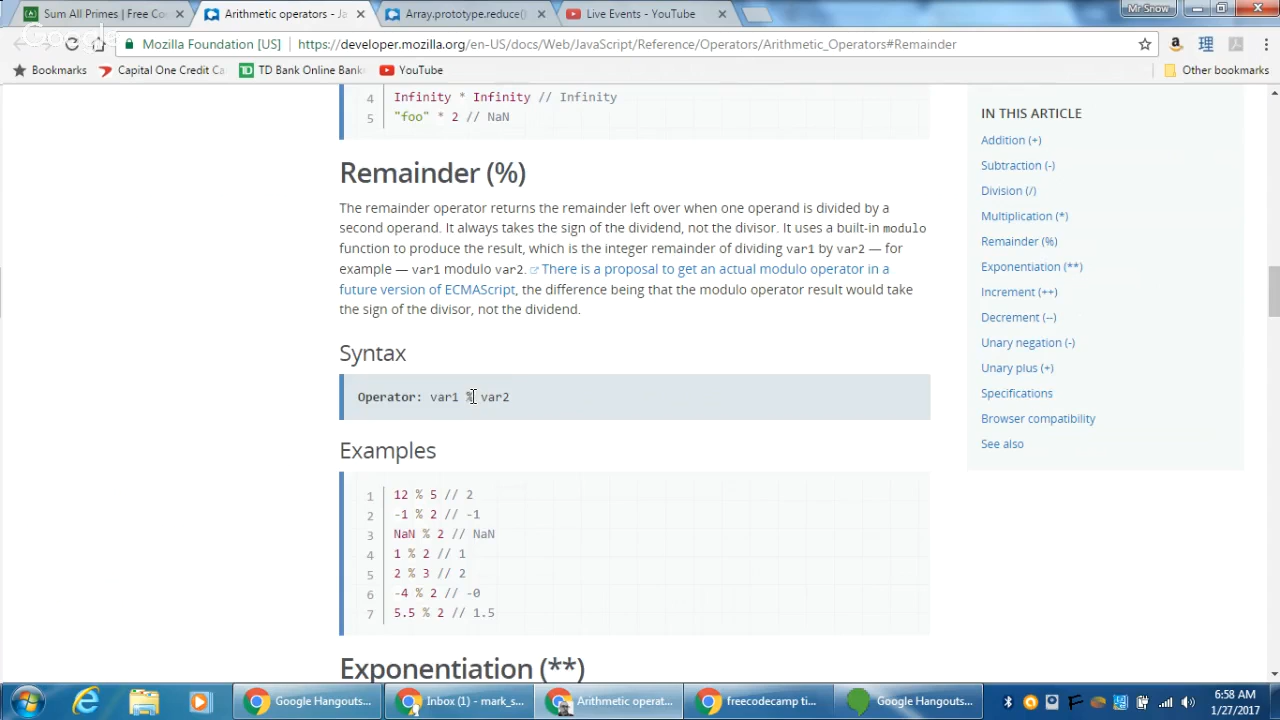 Sum All Primes | Free Co
Arithmetic operators - Ja
Array.prototype.reduce()
Live Events - YouTube
Mr Snow
Google
Mozilla Foundation [US]
https://developer.mozilla.org/en-US/docs/Web/JavaScript/Reference/Operators/Arithmetic_Operators#Remainder
Bookmarks
Capital One Credit Ca
TD Bank Online Bank
YouTube
Other bookmarks
4 Infinity * Infinity // Infinity
5 "foo" * 2 // NaN
Remainder (%)
The remainder operator returns the remainder left over when one operand is divided by a
second operand. It always takes the sign of the dividend, not the divisor. It uses a built-in modulo
function to produce the result, which is the integer remainder of dividing var1 by var2 — for
example — var1 modulo var2. There is a proposal to get an actual modulo operator in a
future version of ECMAScript, the difference being that the modulo operator result would take
the sign of the divisor, not the dividend.
Syntax
Operator: var1 % var2
Examples
1 12 % 5 // 2
2 -1 % 2 // -1
3 NaN % 2 // NaN
4 1 % 2 // 1
5 2 % 3 // 2
6 -4 % 2 // -0
7 5.5 % 2 // 1.5
Exponentiation (**)
IN THIS ARTICLE
Addition (+)
Subtraction (-)
Division (/)
Multiplication (*)
Remainder (%)
Exponentiation (**)
Increment (++)
Decrement (--)
Unary negation (-)
Unary plus (+)
Specifications
Browser compatibility
See also
Google Hangouts...
Inbox (1) - mark_s...
Arithmetic operat...
freecodecamp ti...
Google Hangouts...
6:58 AM
1/27/2017